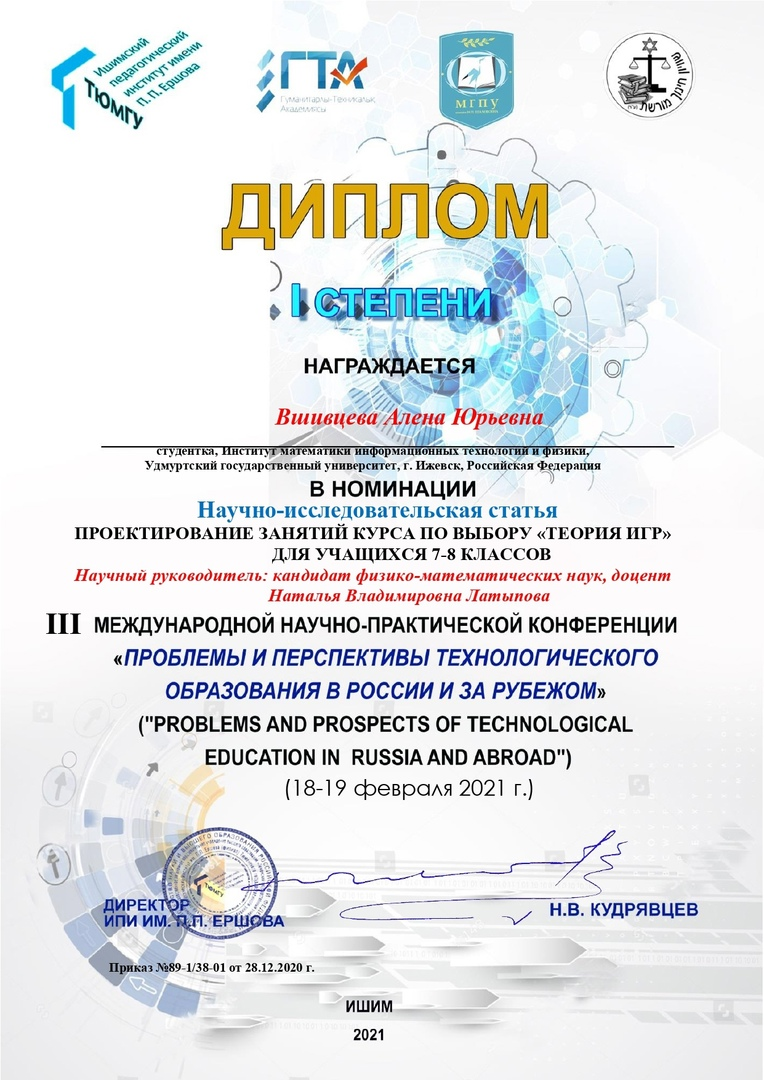 Ишимский
педагогический
институт имени
П. П. Ершова
ТЮМГУ
ГТА
Гуманитарлы-Техникалық
Академиясы
МГПУ
ДИПЛОМ
I СТЕПЕНИ
НАГРАЖДАЕТСЯ
Вшивцева Алена Юрьевна
студентка, Институт математики информационных технологий и физики,
Удмуртский государственный университет, г. Ижевск, Российская Федерация
В НОМИНАЦИИ
Научно-исследовательская статья
ПРОЕКТИРОВАНИЕ ЗАНЯТИЙ КУРСА ПО ВЫБОРУ «ТЕОРИЯ ИГР»
ДЛЯ УЧАЩИХСЯ 7-8 КЛАССОВ
Научный руководитель: кандидат физико-математических наук, доцент
Наталья Владимировна Латыпова
III МЕЖДУНАРОДНОЙ НАУЧНО-ПРАКТИЧЕСКОЙ КОНФЕРЕНЦИИ
«ПРОБЛЕМЫ И ПЕРСПЕКТИВЫ ТЕХНОЛОГИЧЕСКОГО
ОБРАЗОВАНИЯ В РОССИИ И ЗА РУБЕЖОМ»
("PROBLEMS AND PROSPECTS OF TECHNOLOGICAL
EDUCATION IN RUSSIA AND ABROAD")
(18-19 февраля 2021 г.)
ТЮМГУ
ДИРЕКТОР
ИПИ ИМ. П.П. ЕРШОВА
Н.В. КУДРЯВЦЕВ
Приказ №89-1/38-01 от 28.12.2020 г.
ИШИМ
2021